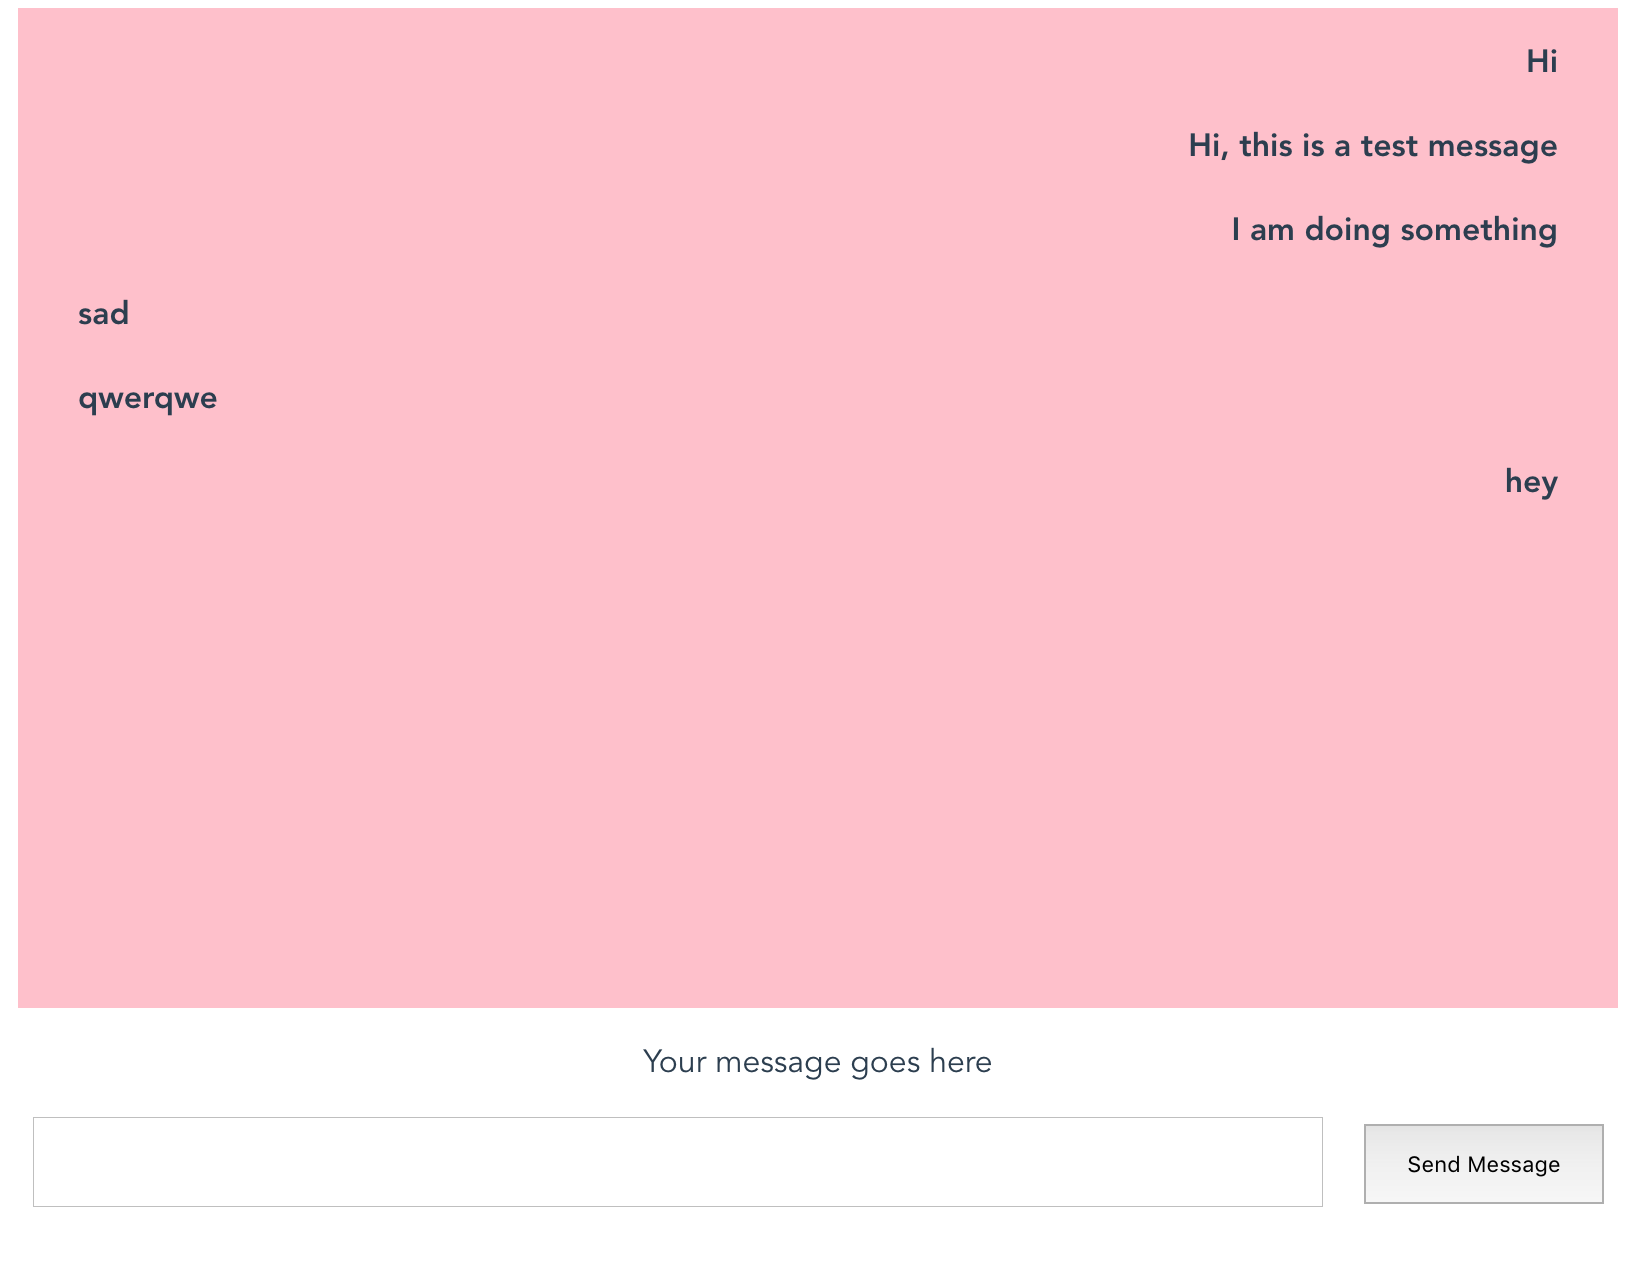 Hi
Hi, this is a test message
I am doing something
sad
qwerqwe
hey
Your message goes here
Send Message